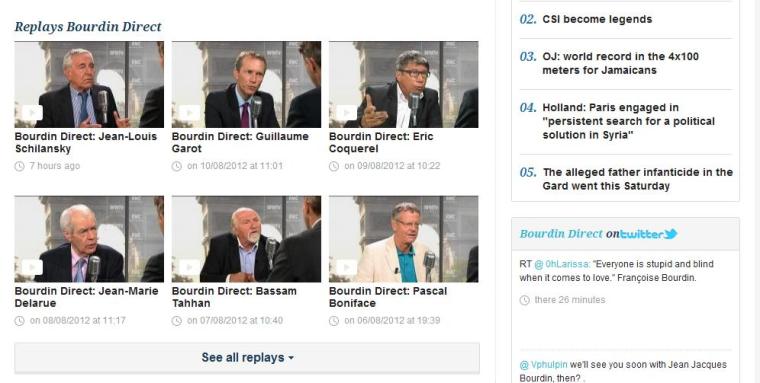 Replays Bourdin Direct
Bourdin Direct: Jean-Louis
Schilansky
7 hours ago
Bourdin Direct: Guillaume
Garot
on 10/08/2012 at 11:01
Bourdin Direct: Eric
Coquerel
on 09/08/2012 at 10:22
Bourdin Direct: Jean-Marie
Delarue
on 08/08/2012 at 11:17
Bourdin Direct: Bassam
Tahhan
on 07/08/2012 at 10:40
Bourdin Direct: Pascal
Boniface
on 06/08/2012 at 19:39
See all replays
02. CSI become legends
03. OJ: world record in the 4x100
meters for Jamaicans
04. Holland: Paris engaged in
"persistent search for a political
solution in Syria"
05. The alleged father infanticide in the
Gard went this Saturday
Bourdin Direct on twitter
RT @ 0hLarissa: "Everyone is stupid and blind
when it comes to love." Françoise Bourdin.
there 26 minutes
@ Vphulpin we'll see you soon with Jean Jacques
Bourdin, then? .